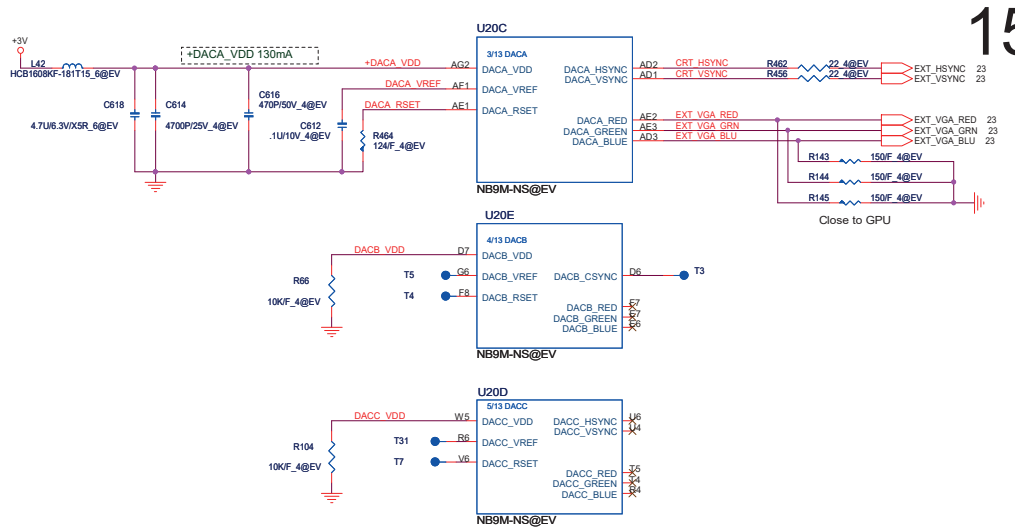 15
+3V
L42
HCB1608KF-181T15_6@EV
+DACA_VDD 130mA
C618
4.7U/6.3V/X5R_6@EV
C614
4700P/25V_4@EV
C616
470P/50V_4@EV
C612
.1U/10V_4@EV
R464
124/F_4@EV
+DACA_VDD
DACA_VREF
DACA_RSET
AG2
AF1
AE1
U20C
3/13 DACA
DACA_VDD
DACA_VREF
DACA_RSET
DACA_HSYNC
DACA_VSYNC
DACA_RED
DACA_GREEN
DACA_BLUE
NB9M-NS@EV
AD2 CRT_HSYNC R462 22_4@EV EXT_HSYNC 23
AD1 CRT_VSYNC R456 22_4@EV EXT_VSYNC 23
AE2 EXT_VGA_RED EXT_VGA_RED 23
AE3 EXT_VGA_GRN EXT_VGA_GRN 23
AD3 EXT_VGA_BLU EXT_VGA_BLU 23
R143 150/F_4@EV
R144 150/F_4@EV
R145 150/F_4@EV
Close to GPU
U20E
4/13 DACB
DACB_VDD D7 DACB_VDD
T5 G6 DACB_VREF
T4 F8 DACB_RSET
R66
10K/F_4@EV
DACB_CSYNC D6 T3
DACB_RED F7
DACB_GREEN E7
DACB_BLUE E6
NB9M-NS@EV
U20D
5/13 DACC
DACC_VDD W5 DACC_VDD
T31 R6 DACC_VREF
T7 V6 DACC_RSET
R104
10K/F_4@EV
DACC_HSYNC U6
DACC_VSYNC U4
DACC_RED T5
DACC_GREEN T4
DACC_BLUE R4
NB9M-NS@EV